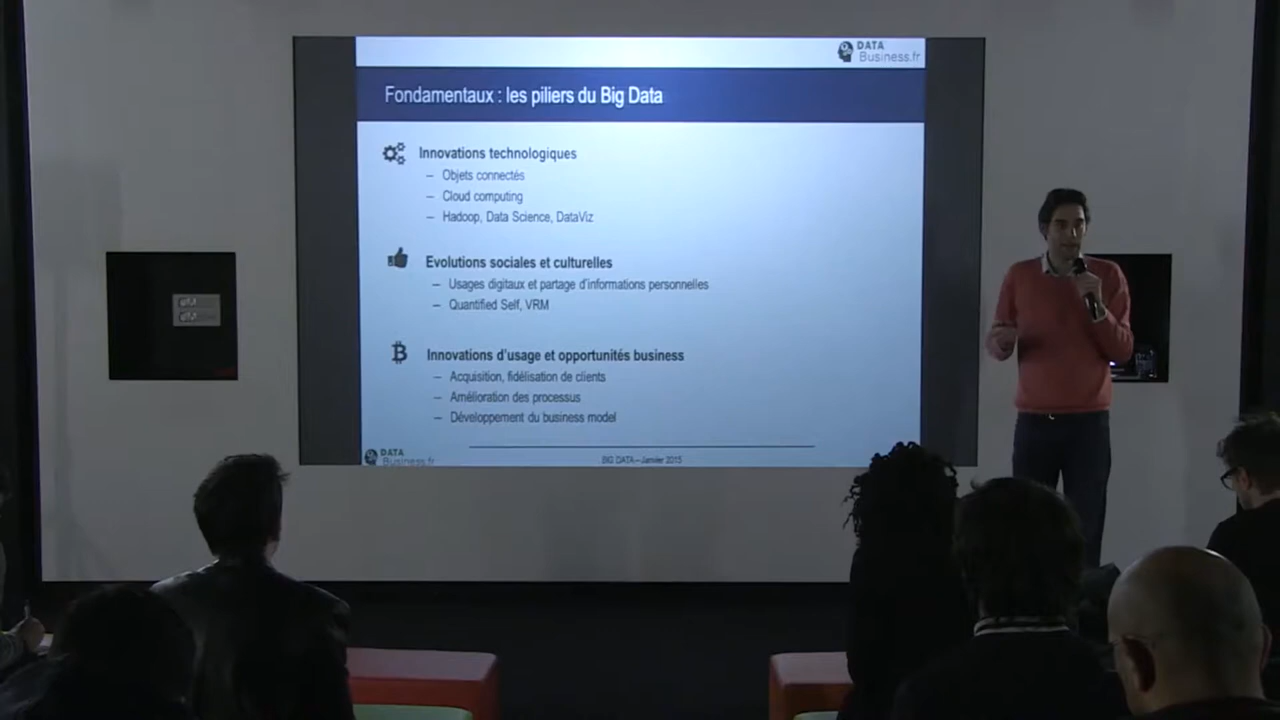 DATA
Business.fr
Fondamentaux : les piliers du Big Data
Innovations technologiques
– Objets connectés
– Cloud computing
– Hadoop, Data Science, DataViz
Evolutions sociales et culturelles
– Usages digitaux et partage d'informations personnelles
– Quantified Self, VRM
Innovations d'usage et opportunités business
– Acquisition, fidélisation de clients
– Amélioration des processus
– Développement du business model
DATA
Business.fr
BIG DATA – Janvier 2015